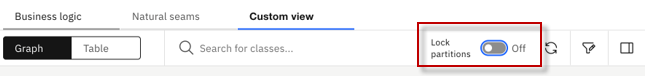 Business logic Natural seams Custom view
Graph Table Search for classes... Lock partitions Off